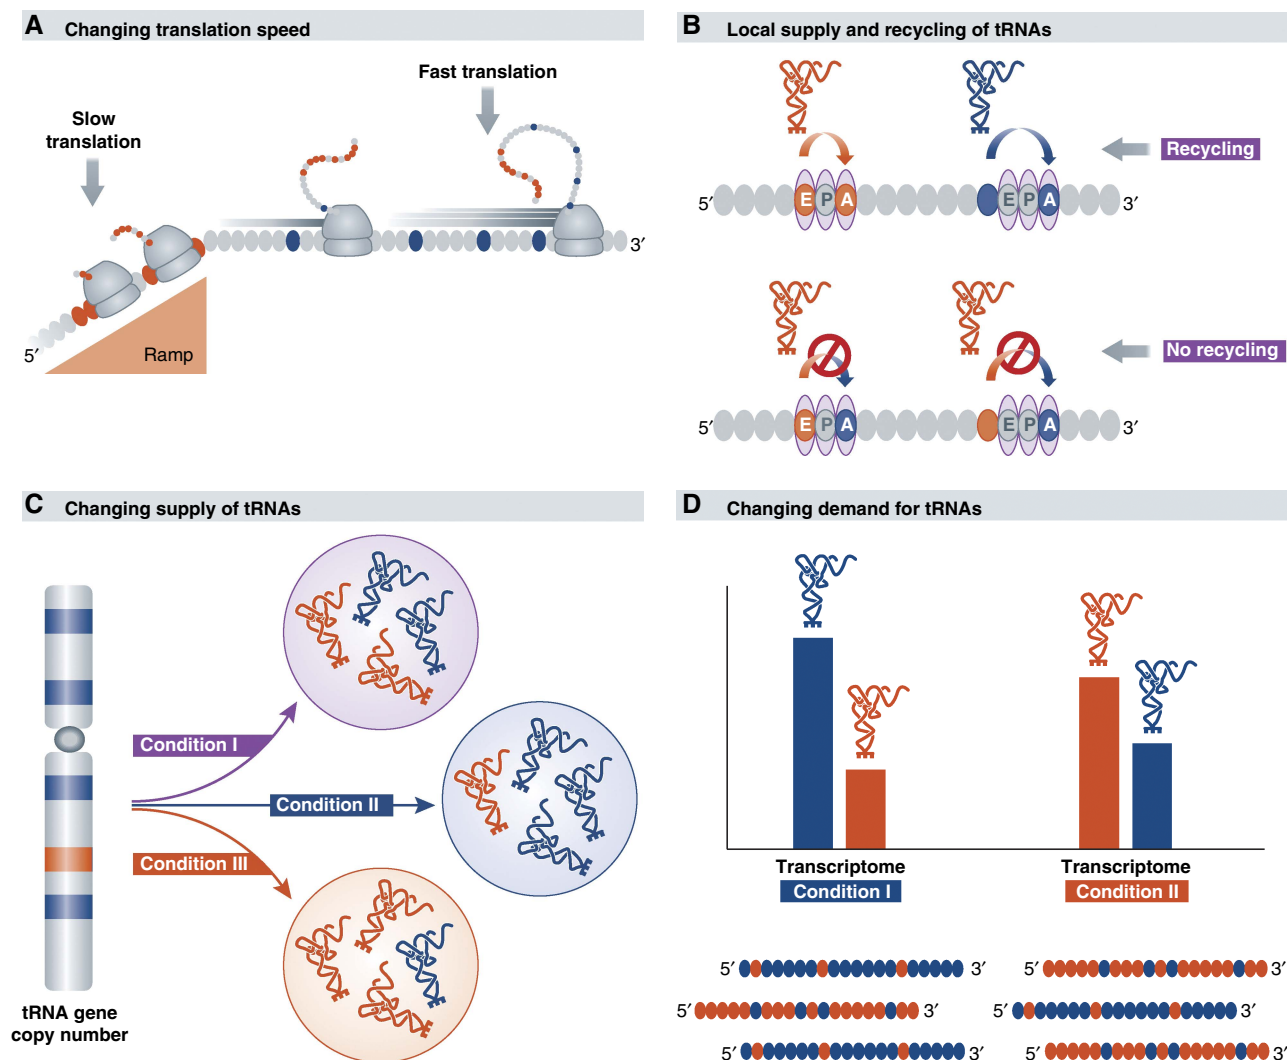 A Changing translation speed
Fast translation
Slow
translation
3′
5′
Ramp
B Local supply and recycling of tRNAs
Recycling
5′ E P A E P A 3′
No recycling
5′ E P A E P A 3′
C Changing supply of tRNAs
Condition I
Condition II
Condition III
tRNA gene
copy number
D Changing demand for tRNAs
Transcriptome Transcriptome
Condition I Condition II
5′ 3′ 5′ 3′
5′ 3′ 5′ 3′
5′ 3′ 5′ 3′